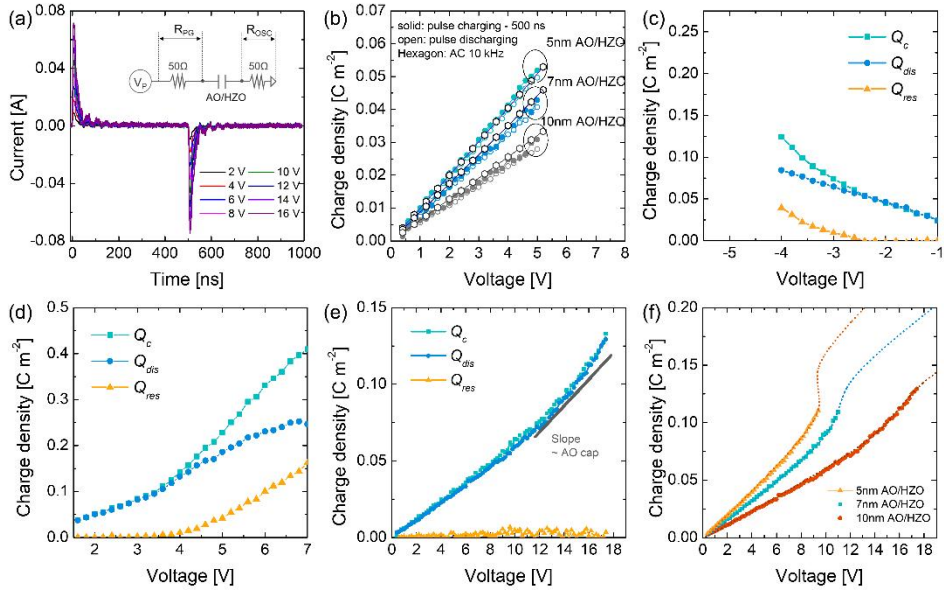 (a)
Current [A]
0.08
0.04
0.00
-0.04
-0.08
R_PG
R_OSC
50Ω
50Ω
V_P
AO/HZO
2 V
10 V
4 V
12 V
6 V
14 V
8 V
16 V
0
200
400
600
800
1000
Time [ns]
(b)
Charge density [C m⁻²]
0.06
0.05
0.04
0.03
0.02
0.01
0.00
solid: pulse charging - 500 ns
open: pulse discharging
Hexagon: AC 10 kHz
5nm AO/HZO
7nm AO/HZO
10nm AO/HZO
0
1
2
3
4
5
6
7
8
Voltage [V]
(c)
Charge density [C m⁻²]
0.25
0.20
0.15
0.10
0.05
0.00
Q_c
Q_dis
Q_res
-5
-4
-3
-2
-1
Voltage [V]
(d)
Charge density [C m⁻²]
0.5
0.4
0.3
0.2
0.1
0.0
Q_c
Q_dis
Q_res
2
3
4
5
6
7
Voltage [V]
(e)
Charge density [C m⁻²]
0.15
0.10
0.05
0.00
Q_c
Q_dis
Q_res
Slope
~ AO cap
0
2
4
6
8
10
12
14
16
18
Voltage [V]
(f)
Charge density [C m⁻²]
0.20
0.15
0.10
0.05
0.00
5nm AO/HZO
7nm AO/HZO
10nm AO/HZO
0
2
4
6
8
10
12
14
16
18
Voltage [V]